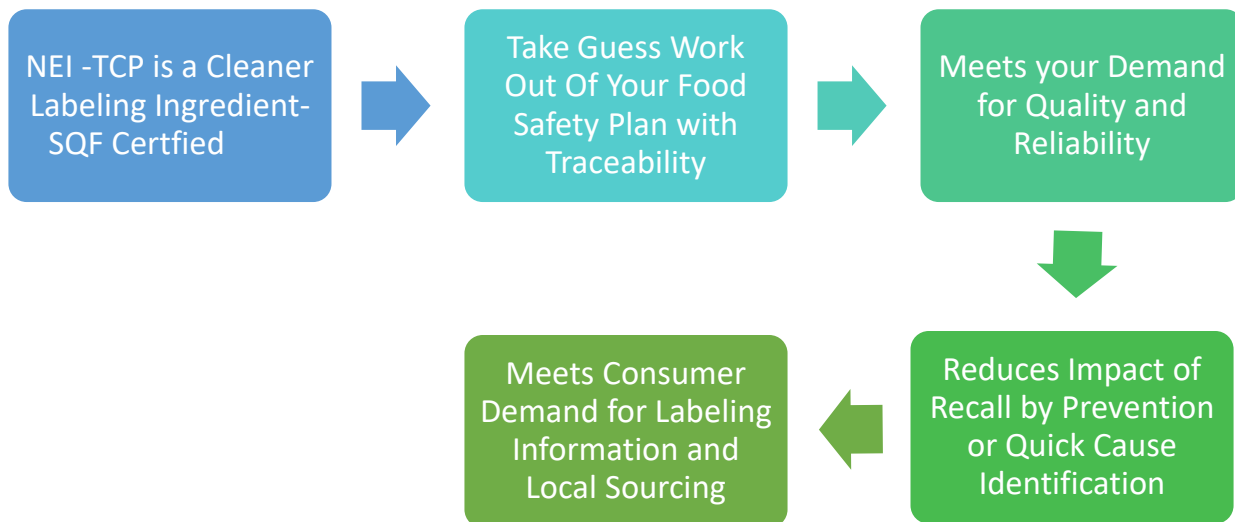 NEI -TCP is a Cleaner
Labeling Ingredient-
SQF Certfied
Take Guess Work
Out Of Your Food
Safety Plan with
Traceability
Meets your Demand
for Quality and
Reliability
Reduces Impact of
Recall by Prevention
or Quick Cause
Identification
Meets Consumer
Demand for Labeling
Information and
Local Sourcing